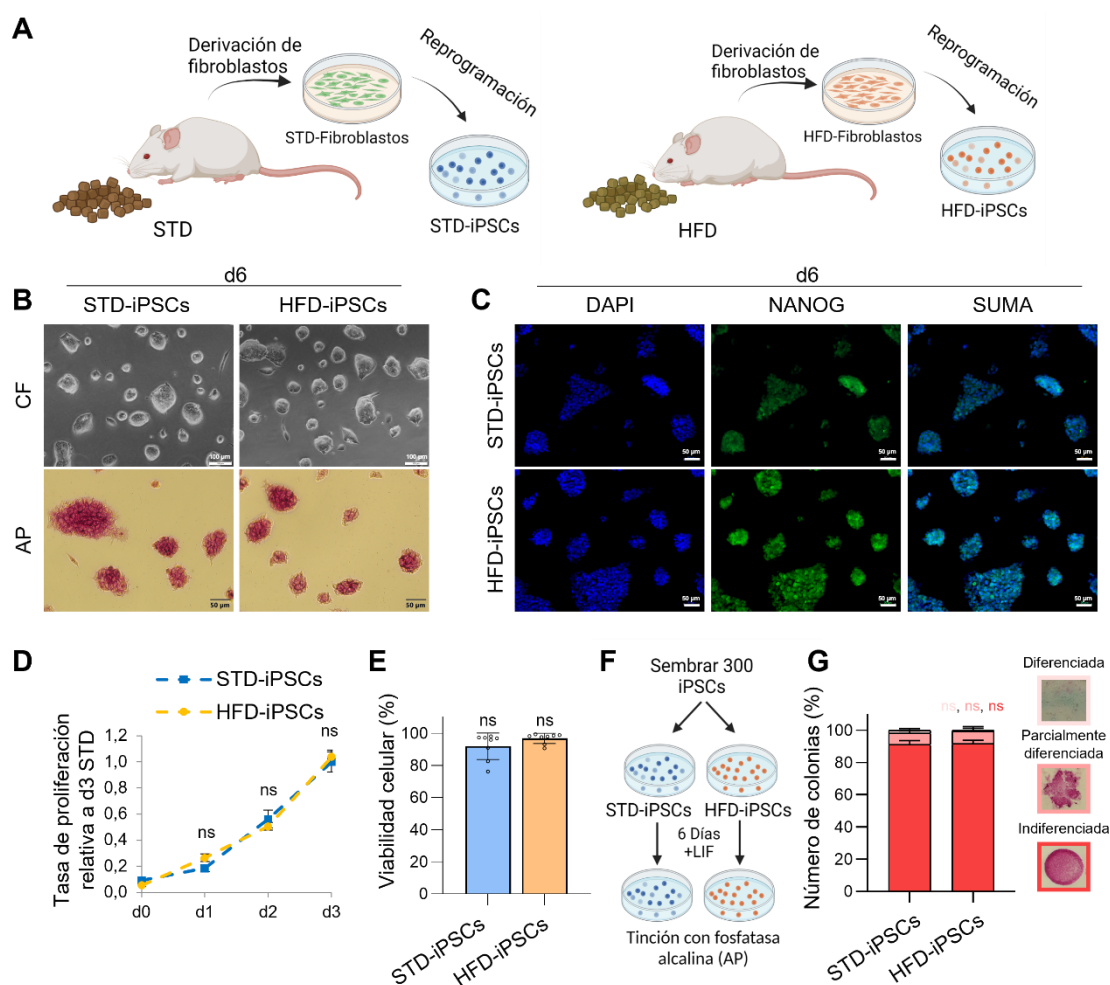 A
Derivación de
fibroblastos
Reprogramación
STD-Fibroblastos
STD-iPSCs
STD
Derivación de
fibroblastos
Reprogramación
HFD-Fibroblastos
HFD-iPSCs
HFD
B
d6
STD-iPSCs
HFD-iPSCs
CF
100 µm
100 µm
AP
50 µm
50 µm
C
d6
DAPI
NANOG
SUMA
STD-iPSCs
50 µm
50 µm
50 µm
HFD-iPSCs
50 µm
50 µm
50 µm
D
STD-iPSCs
HFD-iPSCs
Tasa de proliferación
relativa a d3 STD
1,2
1,0
0,8
0,6
0,4
0,2
0,0
ns
ns
ns
d0
d1
d2
d3
E
Viabilidad celular (%)
100
80
60
40
20
0
ns
ns
STD-iPSCs
HFD-iPSCs
F
Sembrar 300
iPSCs
STD-iPSCs
HFD-iPSCs
6 Días
+LIF
Tinción con fosfatasa
alcalina (AP)
G
Número de colonias (%)
100
80
60
40
20
0
ns, ns, ns
STD-iPSCs
HFD-iPSCs
Diferenciada
Parcialmente
diferenciada
Indiferenciada